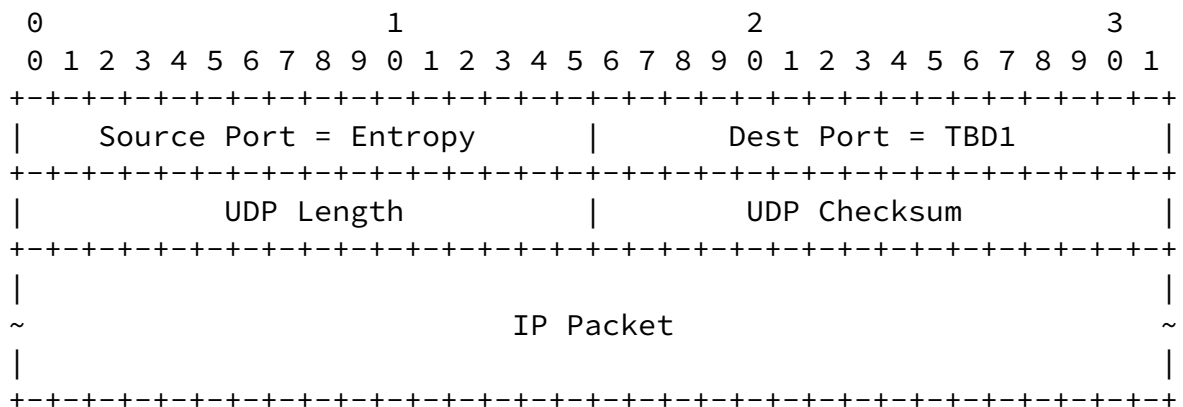 0                   1                   2                   3
 0 1 2 3 4 5 6 7 8 9 0 1 2 3 4 5 6 7 8 9 0 1 2 3 4 5 6 7 8 9 0 1
+-+-+-+-+-+-+-+-+-+-+-+-+-+-+-+-+-+-+-+-+-+-+-+-+-+-+-+-+-+-+-+-+
|    Source Port = Entropy      |       Dest Port = TBD1        |
+-+-+-+-+-+-+-+-+-+-+-+-+-+-+-+-+-+-+-+-+-+-+-+-+-+-+-+-+-+-+-+-+
|           UDP Length          |        UDP Checksum           |
+-+-+-+-+-+-+-+-+-+-+-+-+-+-+-+-+-+-+-+-+-+-+-+-+-+-+-+-+-+-+-+-+
|                                                               |
~                           IP Packet                           ~
|                                                               |
+-+-+-+-+-+-+-+-+-+-+-+-+-+-+-+-+-+-+-+-+-+-+-+-+-+-+-+-+-+-+-+-+